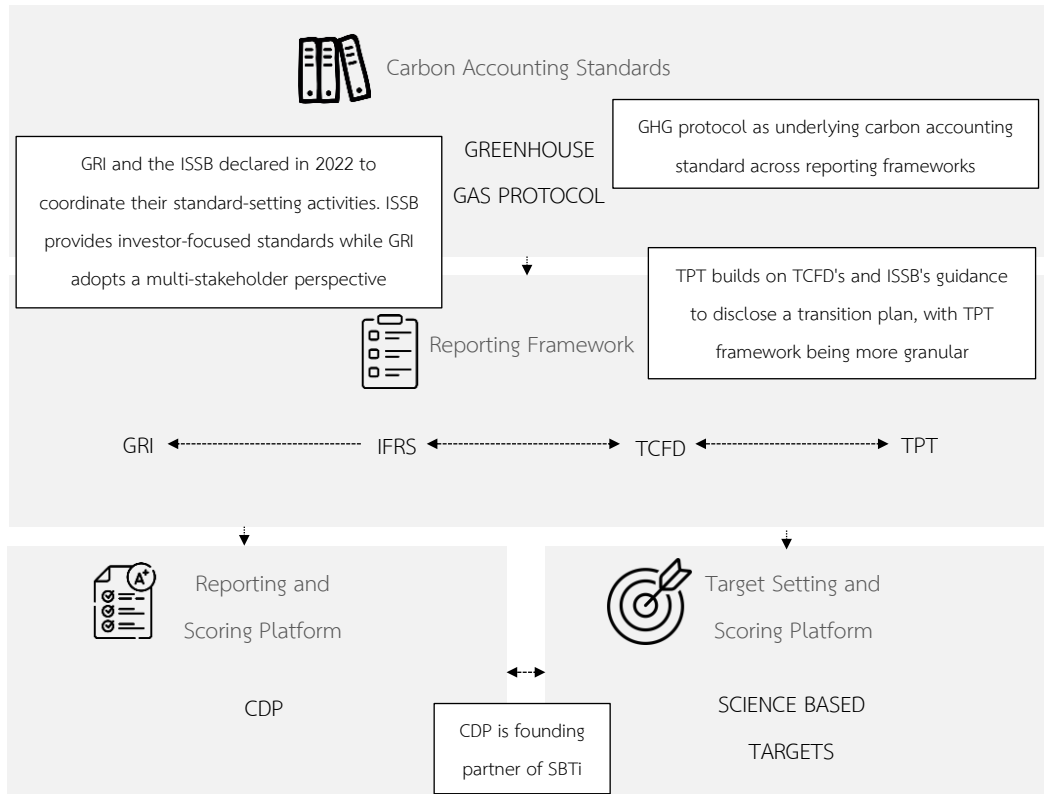 Carbon Accounting Standards
GREENHOUSE
GAS PROTOCOL
GHG protocol as underlying carbon accounting
standard across reporting frameworks
GRI and the ISSB declared in 2022 to
coordinate their standard-setting activities. ISSB
provides investor-focused standards while GRI
adopts a multi-stakeholder perspective
TPT builds on TCFD's and ISSB's guidance
to disclose a transition plan, with TPT
framework being more granular
Reporting Framework
GRI IFRS TCFD TPT
A+
Reporting and
Scoring Platform
CDP
Target Setting and
Scoring Platform
SCIENCE BASED
TARGETS
CDP is founding
partner of SBTi